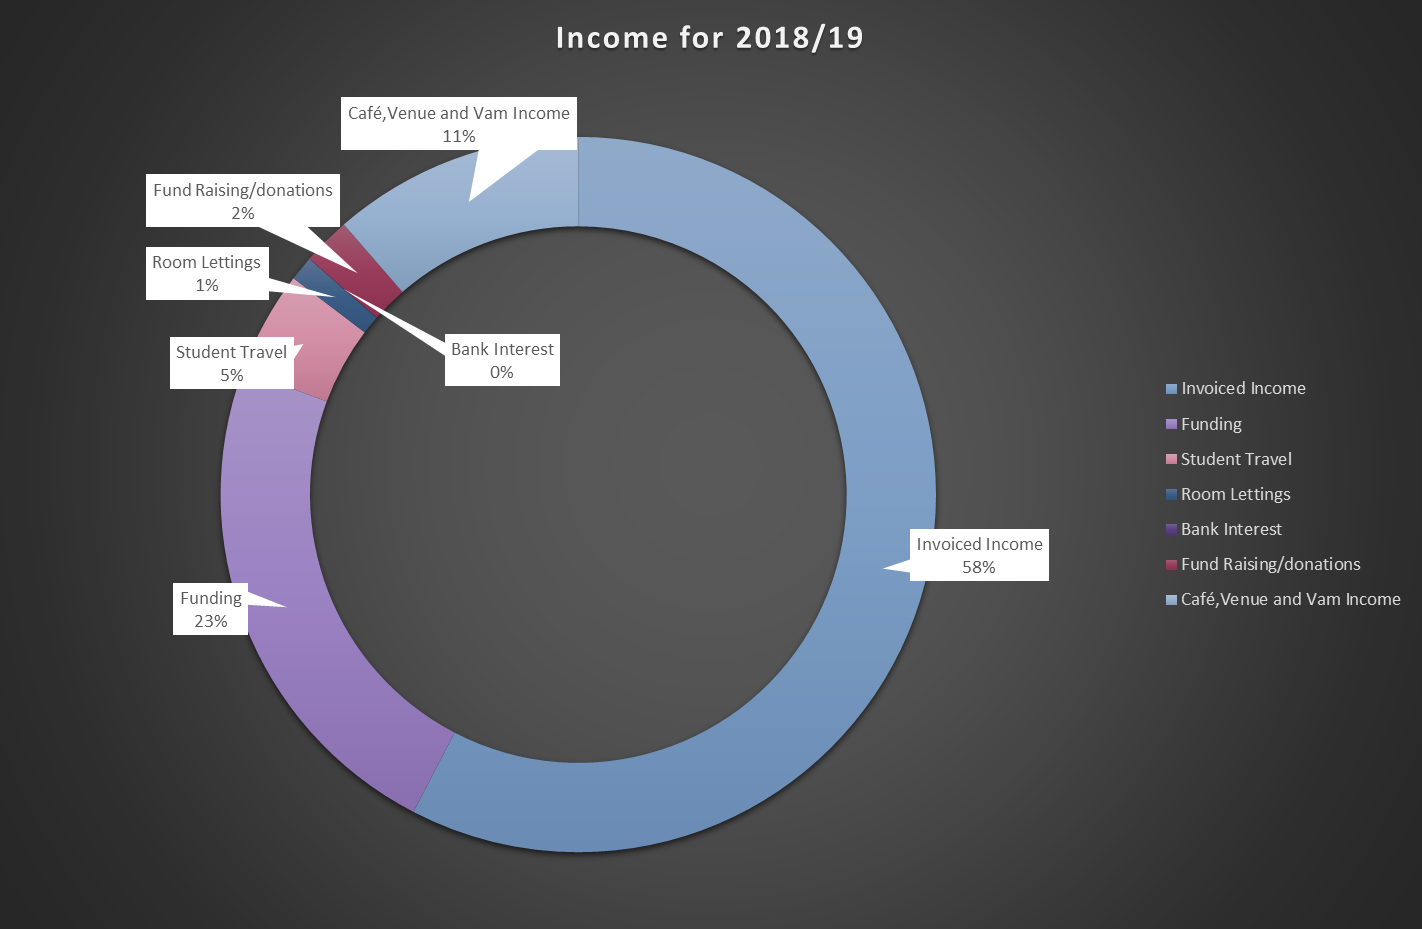 Income for 2018/19
Café,Venue and Vam Income
11%
Fund Raising/donations
2%
Room Lettings
1%
Student Travel
5%
Bank Interest
0%
Funding
23%
Invoiced Income
58%
Invoiced Income
Funding
Student Travel
Room Lettings
Bank Interest
Fund Raising/donations
Café,Venue and Vam Income